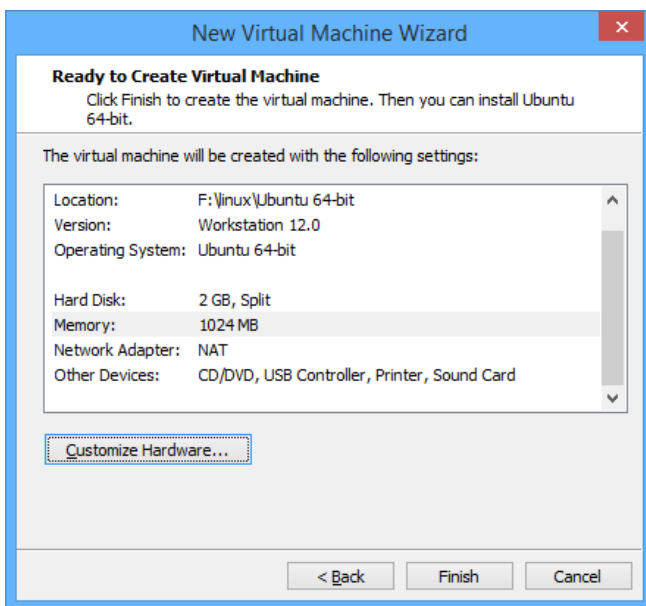 New Virtual Machine Wizard
Ready to Create Virtual Machine
Click Finish to create the virtual machine. Then you can install Ubuntu
64-bit.
The virtual machine will be created with the following settings:
Location: F:\linux\Ubuntu 64-bit
Version: Workstation 12.0
Operating System: Ubuntu 64-bit
Hard Disk: 2 GB, Split
Memory: 1024 MB
Network Adapter: NAT
Other Devices: CD/DVD, USB Controller, Printer, Sound Card
Customize Hardware...
< Back Finish Cancel